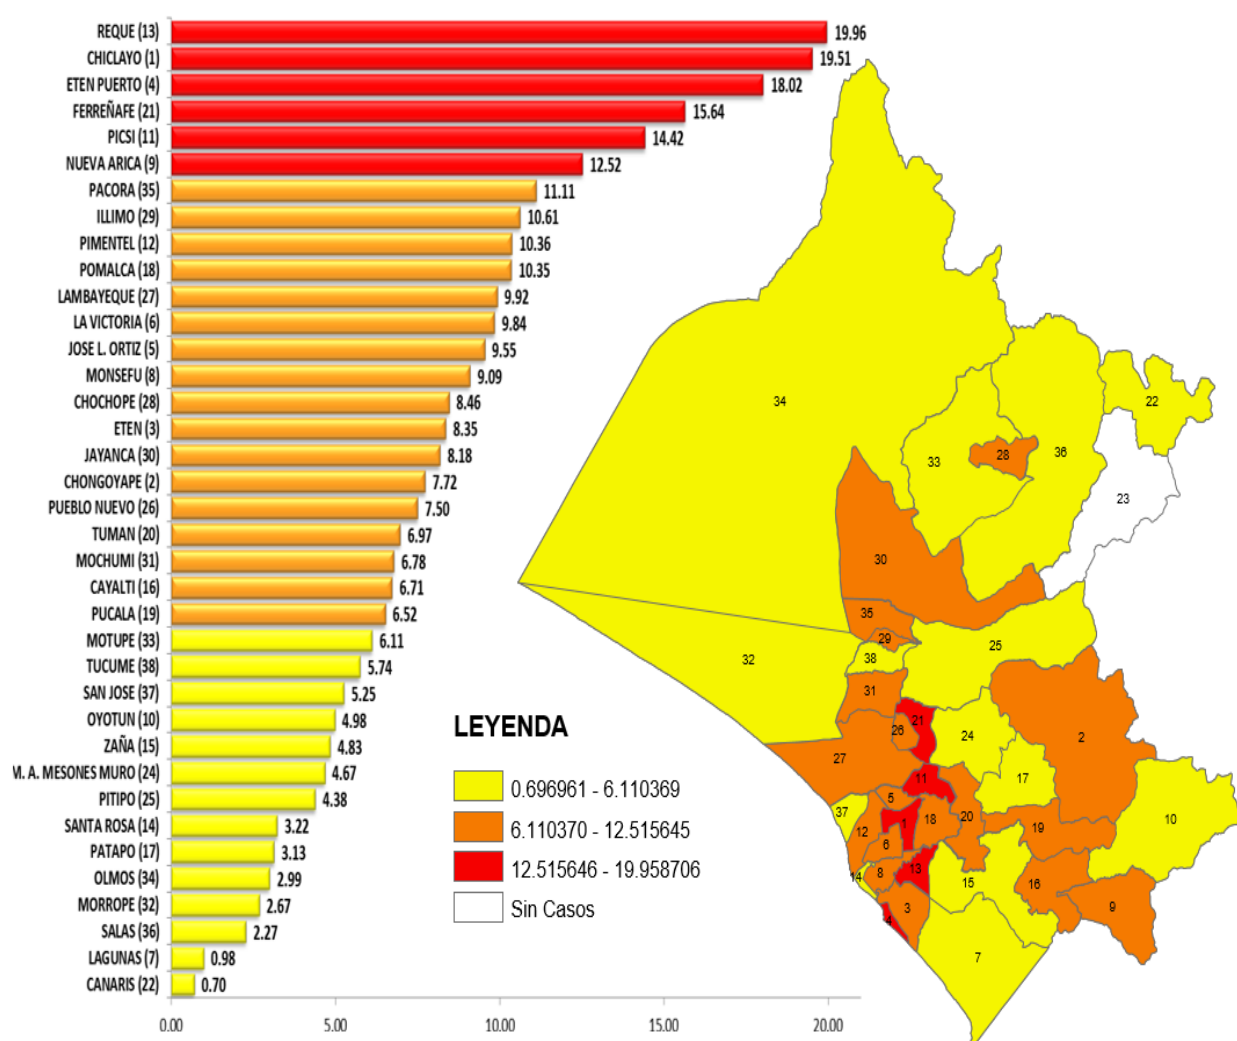 REQUE (13) 19.96
CHICLAYO (1) 19.51
ETEN PUERTO (4) 18.02
FERREÑAFE (21) 15.64
PICSI (11) 14.42
NUEVA ARICA (9) 12.52
PACORA (35) 11.11
ILLIMO (29) 10.61
PIMENTEL (12) 10.36
POMALCA (18) 10.35
LAMBAYEQUE (27) 9.92
LA VICTORIA (6) 9.84
JOSE L. ORTIZ (5) 9.55
MONSEFU (8) 9.09
CHOCHOPE (28) 8.46
ETEN (3) 8.35
JAYANCA (30) 8.18
CHONGOYAPE (2) 7.72
PUEBLO NUEVO (26) 7.50
TUMAN (20) 6.97
MOCHUMI (31) 6.78
CAYALTI (16) 6.71
PUCALA (19) 6.52
MOTUPE (33) 6.11
TUCUME (38) 5.74
SAN JOSE (37) 5.25
OYOTUN (10) 4.98
ZAÑA (15) 4.83
M. A. MESONES MURO (24) 4.67
PITIPO (25) 4.38
SANTA ROSA (14) 3.22
PATAPO (17) 3.13
OLMOS (34) 2.99
MORROPE (32) 2.67
SALAS (36) 2.27
LAGUNAS (7) 0.98
CANARIS (22) 0.70
0.00 5.00 10.00 15.00 20.00
34
22
33
28
36
23
30
35
29
38
25
32
31
21
26
24
2
27
11
17
5
37
1
18
20
19
10
12
6
13
8
14
15
16
9
3
4
7
LEYENDA
0.696961 - 6.110369
6.110370 - 12.515645
12.515646 - 19.958706
Sin Casos